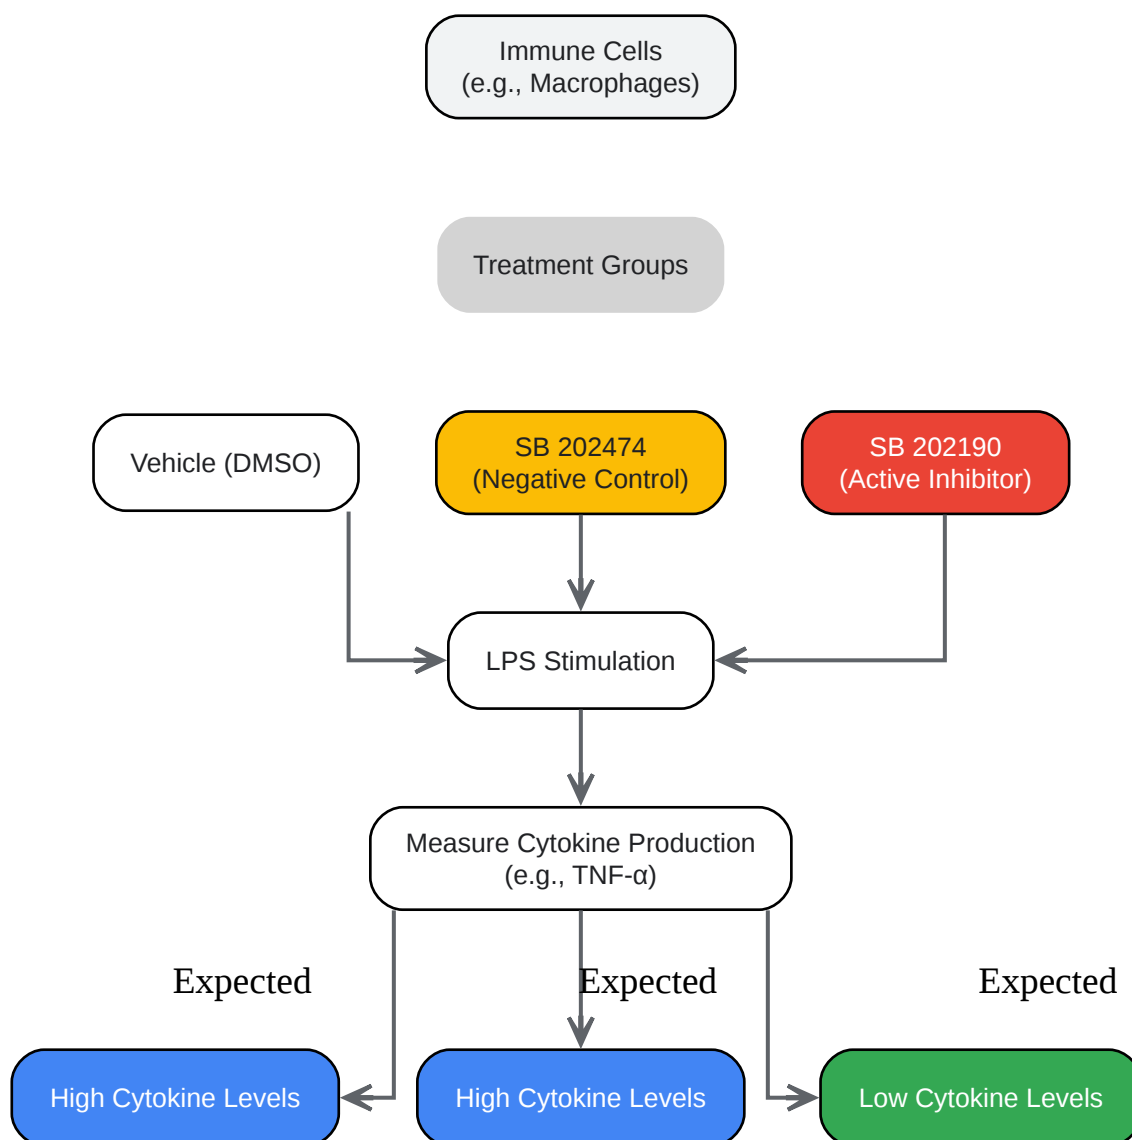 Immune Cells
(e.g., Macrophages)
Treatment Groups
Vehicle (DMSO)
SB 202474
(Negative Control)
SB 202190
(Active Inhibitor)
LPS Stimulation
Measure Cytokine Production
(e.g., TNF-α)
Expected
Expected
Expected
High Cytokine Levels
High Cytokine Levels
Low Cytokine Levels